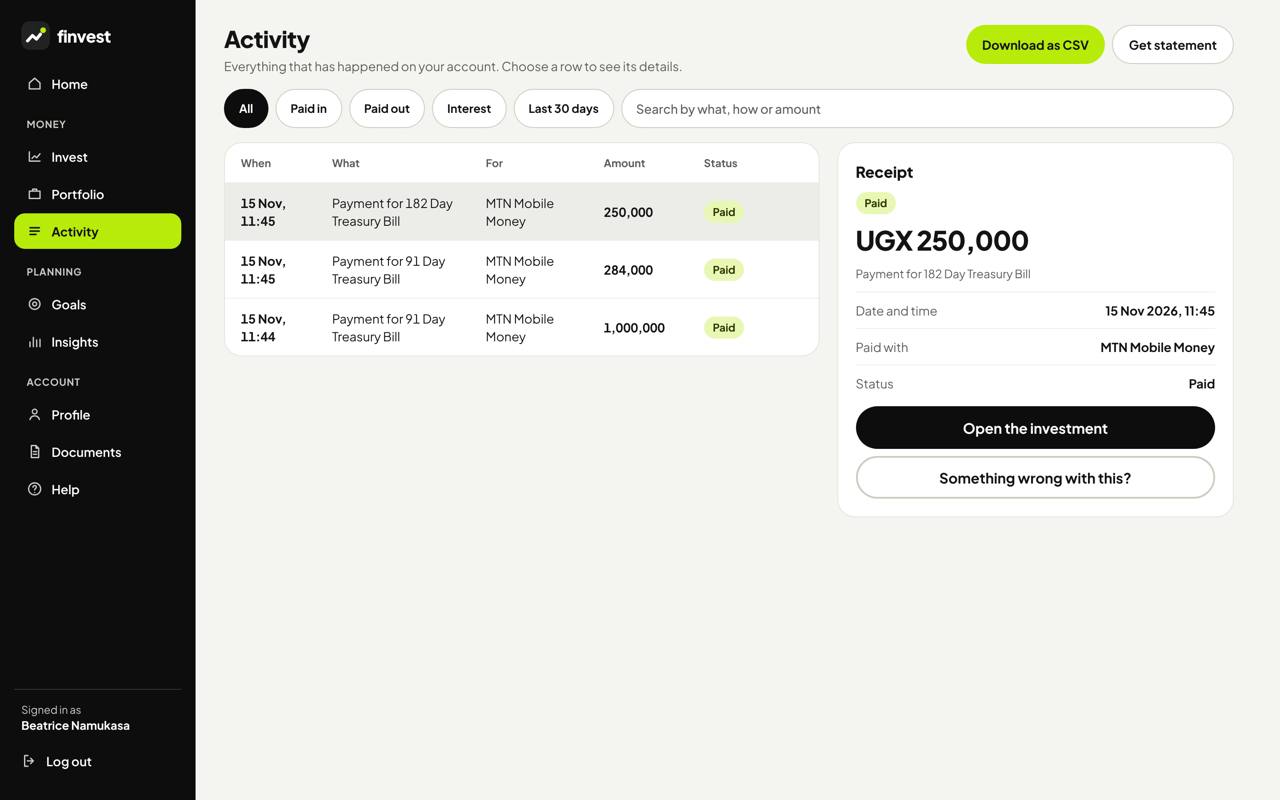 finvest
Home
MONEY
Invest
Portfolio
Activity
PLANNING
Goals
Insights
ACCOUNT
Profile
Documents
Help
Signed in as
Beatrice Namukasa
Log out
Activity
Everything that has happened on your account. Choose a row to see its details.
Download as CSV
Get statement
All
Paid in
Paid out
Interest
Last 30 days
Search by what, how or amount
When What For Amount Status
15 Nov, Payment for 182 Day MTN Mobile 250,000 Paid
11:45 Treasury Bill Money
15 Nov, Payment for 91 Day MTN Mobile 284,000 Paid
11:45 Treasury Bill Money
15 Nov, Payment for 91 Day MTN Mobile 1,000,000 Paid
11:44 Treasury Bill Money
Receipt
Paid
UGX 250,000
Payment for 182 Day Treasury Bill
Date and time 15 Nov 2026, 11:45
Paid with MTN Mobile Money
Status Paid
Open the investment
Something wrong with this?